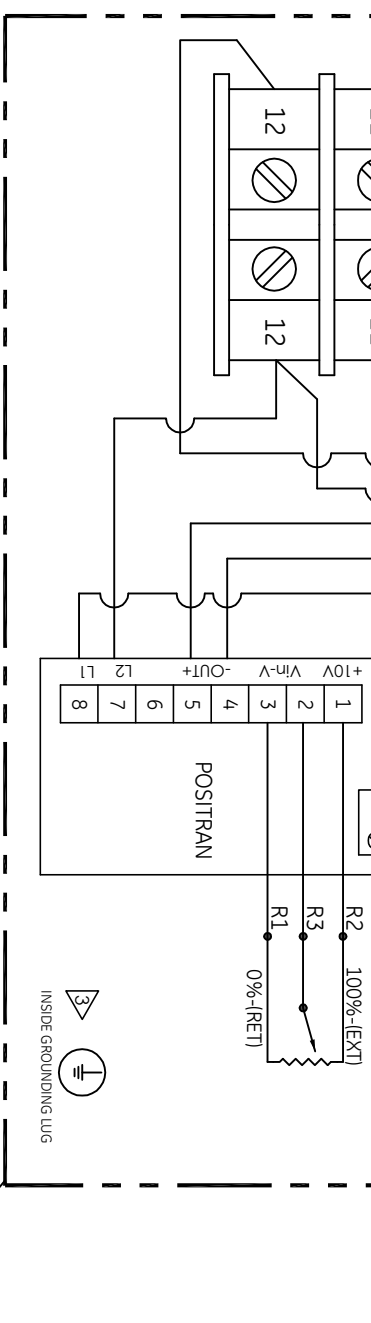 12
12
+10V Vin-V -OUT+ L2 L1
1 2 3 4 5 6 7 8
POSITRAN
R2
R3
R1
100%-(EXT)
0%-(RET)
3
INSIDE GROUNDING LUG